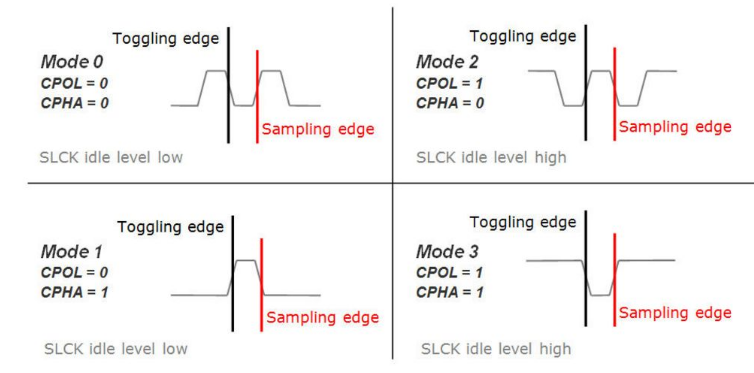 Toggling edge
Mode 0
CPOL = 0
CPHA = 0
Sampling edge
SLCK idle level low
Toggling edge
Mode 2
CPOL = 1
CPHA = 0
Sampling edge
SLCK idle level high
Toggling edge
Mode 1
CPOL = 0
CPHA = 1
Sampling edge
SLCK idle level low
Toggling edge
Mode 3
CPOL = 1
CPHA = 1
Sampling edge
SLCK idle level high